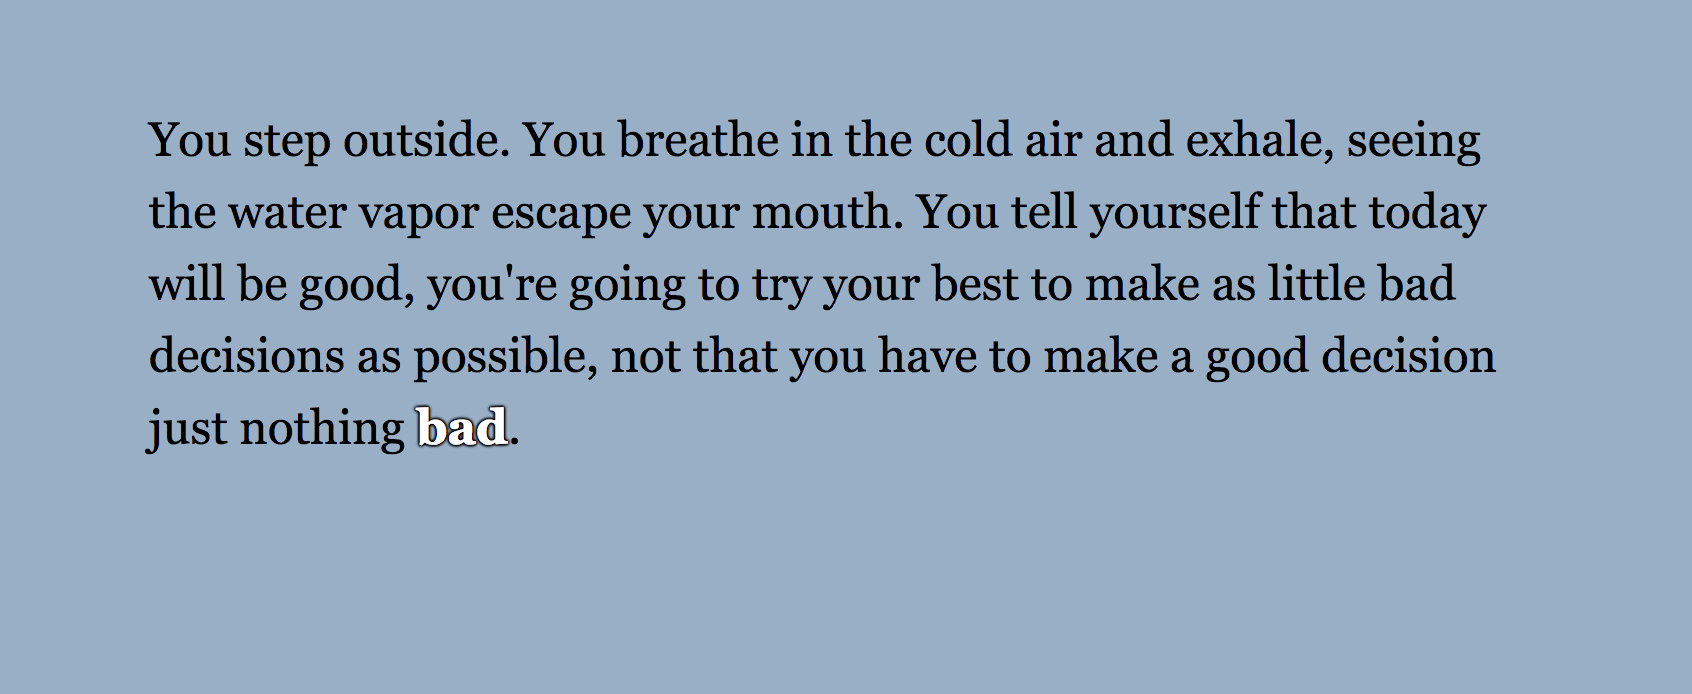 You step outside. You breathe in the cold air and exhale, seeing
the water vapor escape your mouth. You tell yourself that today
will be good, you're going to try your best to make as little bad
decisions as possible, not that you have to make a good decision
just nothing bad.